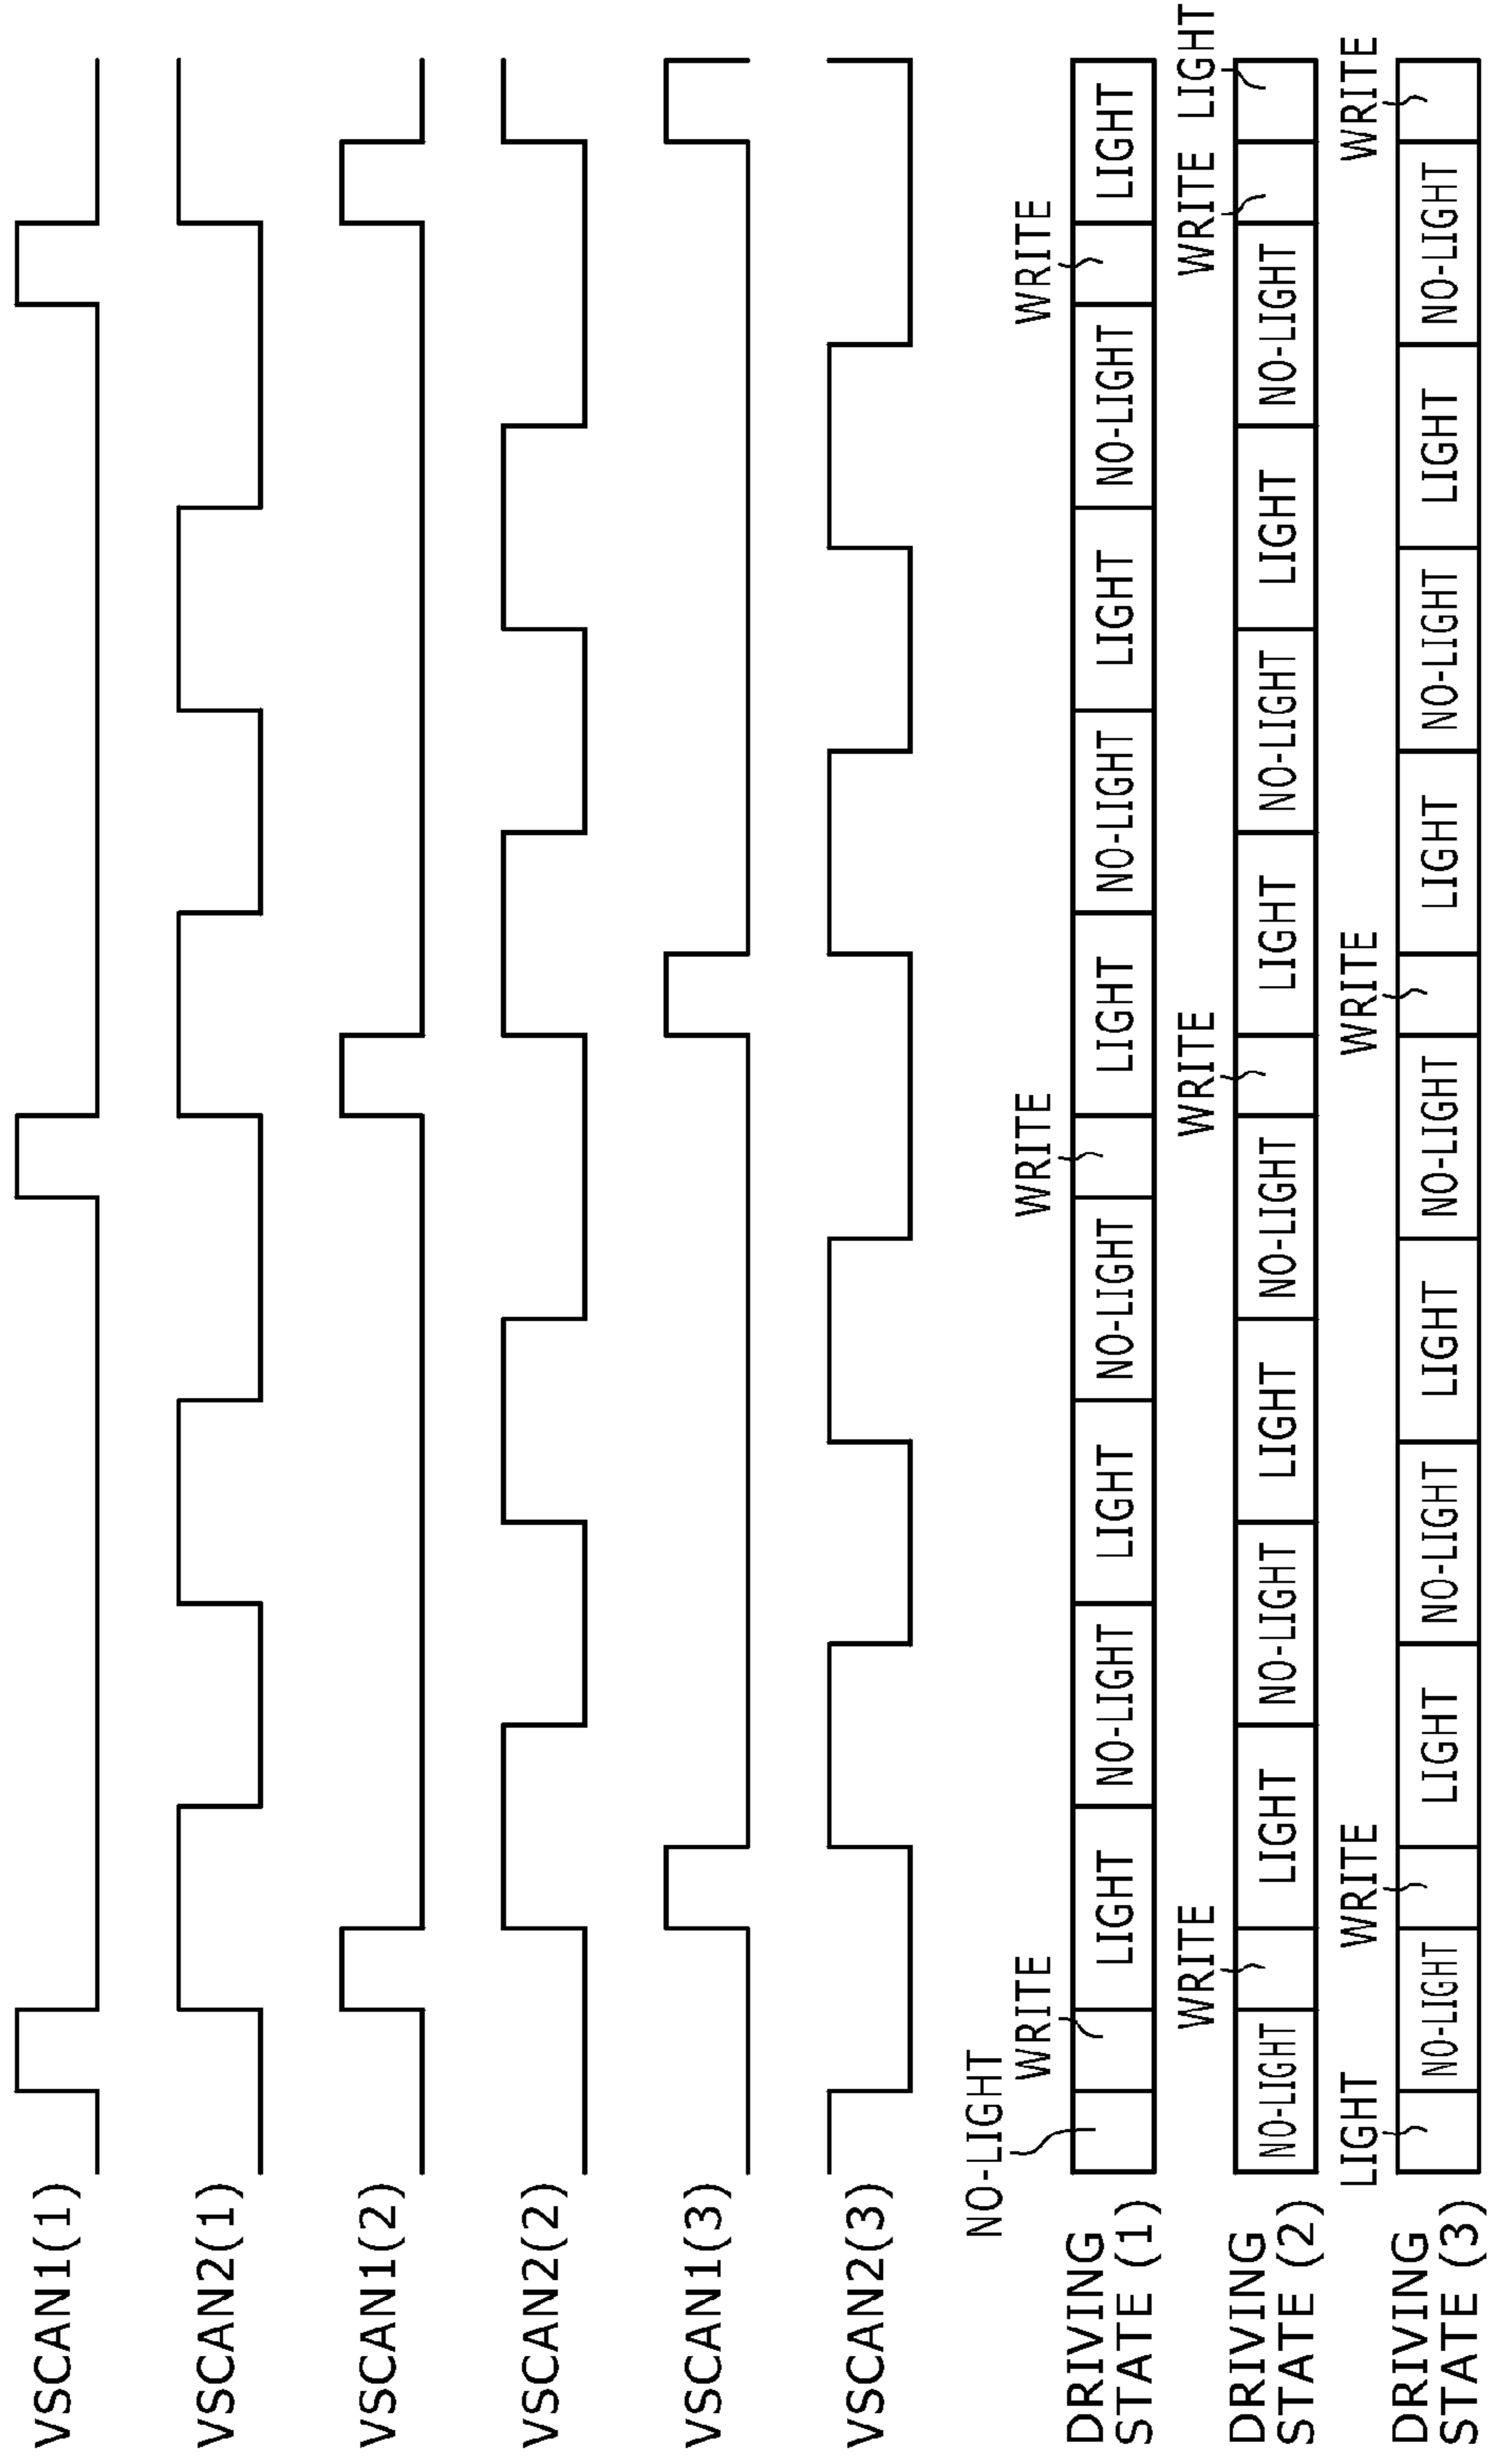 VSCAN1(1)
VSCAN2(1)
VSCAN1(2)
VSCAN2(2)
VSCAN1(3)
VSCAN2(3)
NO-LIGHT
WRITE WRITE WRITE
DRIVING
STATE (1)
LIGHT NO-LIGHT LIGHT NO-LIGHT LIGHT NO-LIGHT LIGHT NO-LIGHT LIGHT
WRITE WRITE WRITE LIGHT
DRIVING
STATE (2)
NO-LIGHT LIGHT NO-LIGHT LIGHT NO-LIGHT LIGHT NO-LIGHT LIGHT NO-LIGHT
LIGHT WRITE WRITE WRITE
DRIVING
STATE (3)
NO-LIGHT LIGHT NO-LIGHT LIGHT NO-LIGHT LIGHT NO-LIGHT LIGHT NO-LIGHT